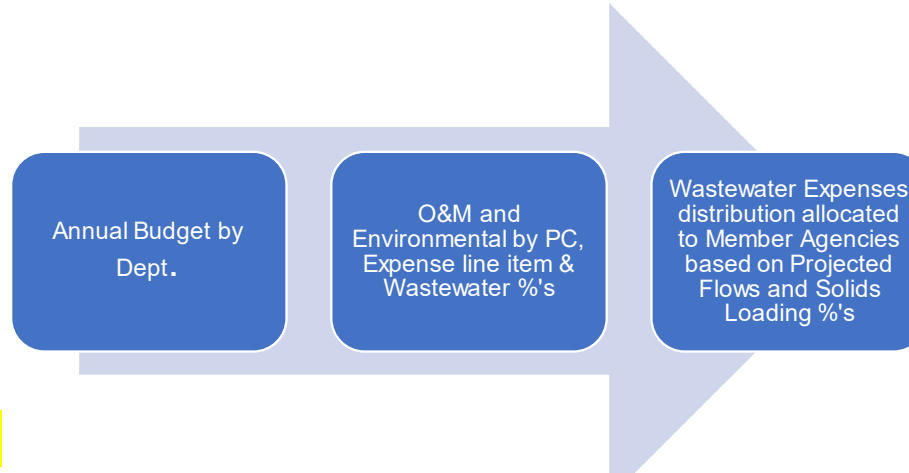 Annual Budget by
Dept.
O&M and
Environmental by PC,
Expense line item &
Wastewater %'s
Wastewater Expenses
distribution allocated
to Member Agencies
based on Projected
Flows and Solids
Loading %'s